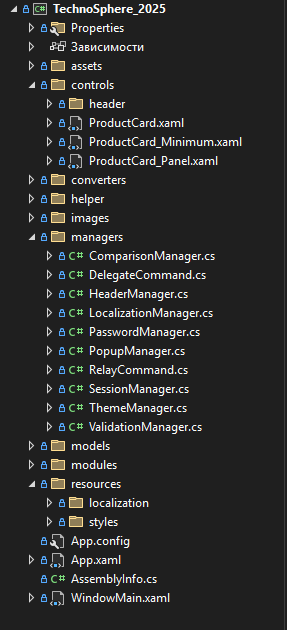 TechnoSphere_2025
Properties
Зависимости
assets
controls
header
ProductCard.xaml
ProductCard_Minimum.xaml
ProductCard_Panel.xaml
converters
helper
images
managers
C# ComparisonManager.cs
C# DelegateCommand.cs
C# HeaderManager.cs
C# LocalizationManager.cs
C# PasswordManager.cs
C# PopupManager.cs
C# RelayCommand.cs
C# SessionManager.cs
C# ThemeManager.cs
C# ValidationManager.cs
models
modules
resources
localization
styles
App.config
App.xaml
C# AssemblyInfo.cs
WindowMain.xaml